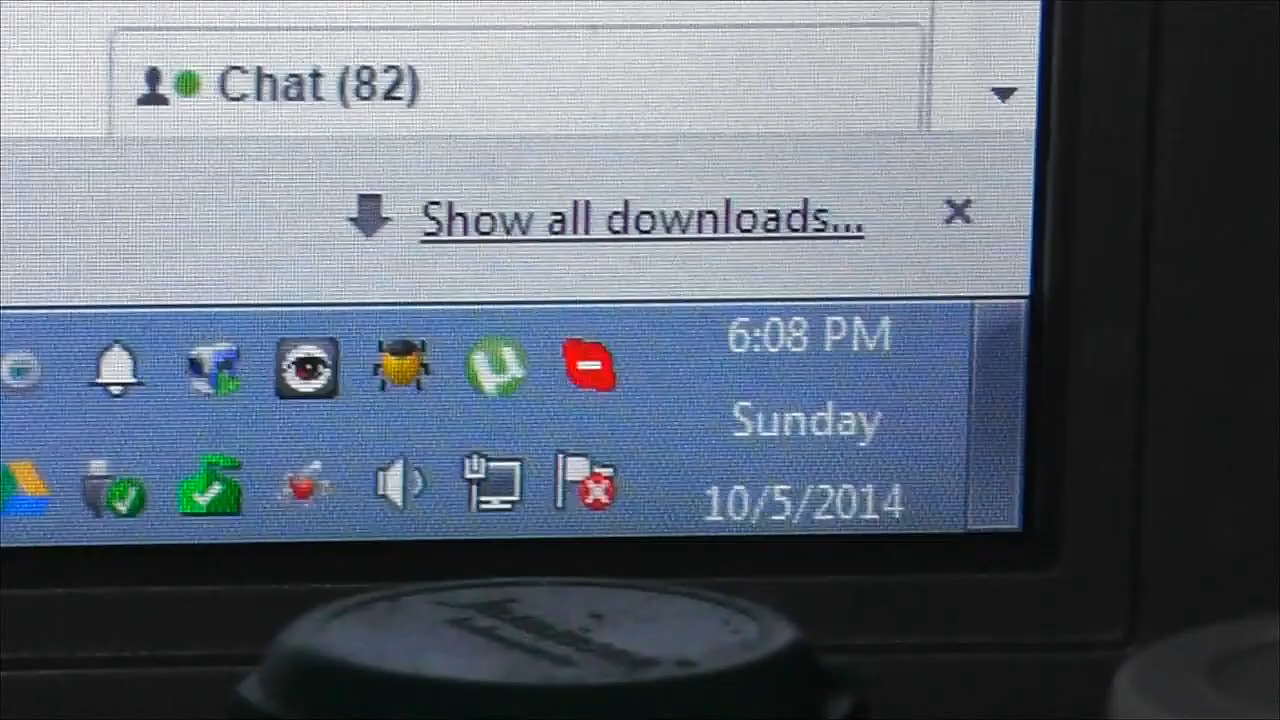 Chat (82)
Show all downloads...
6:08 PM
Sunday
10/5/2014